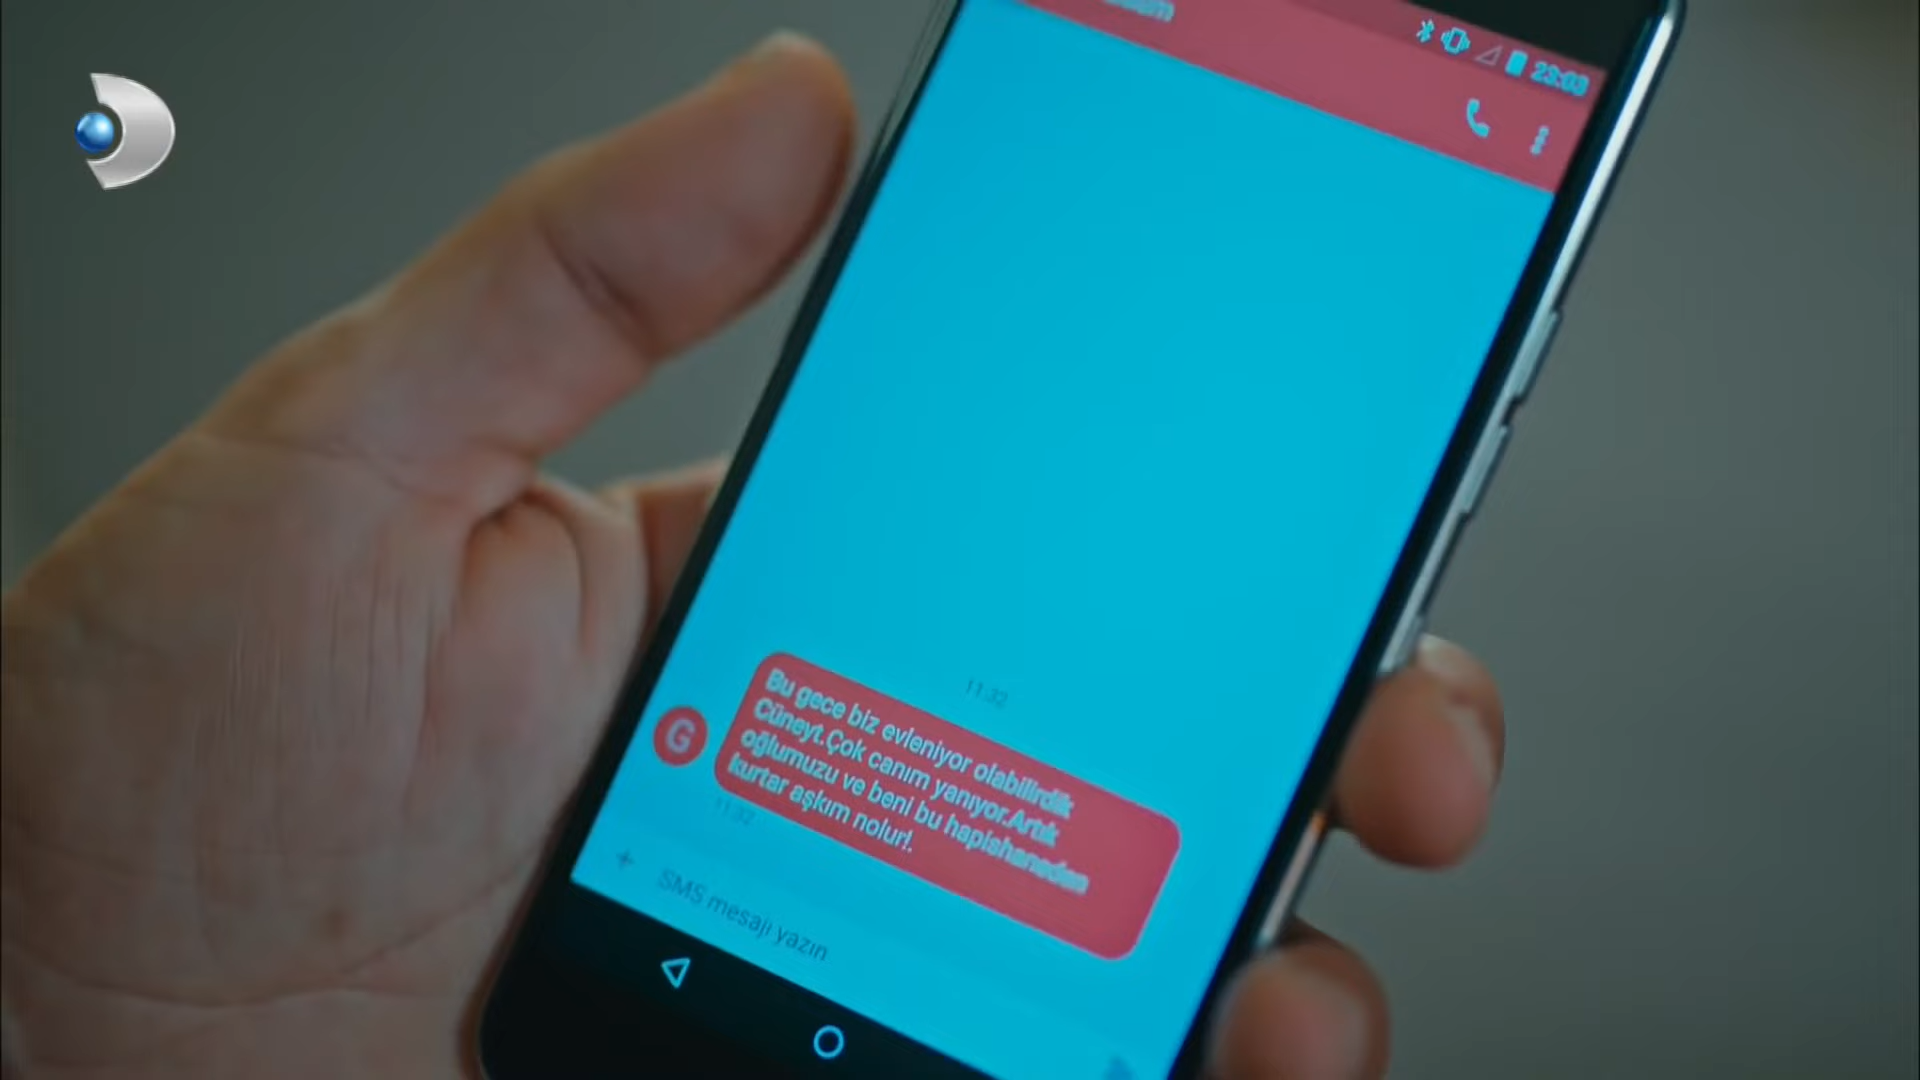 23:03
11:32
Bu gece biz evleniyor olabilirdik
Cüneyt.Çok canım yanıyor.Artık
oğlumuzu ve beni bu hapishaneden
kurtar aşkım nolur!.
G
11:32
SMS mesajı yazın